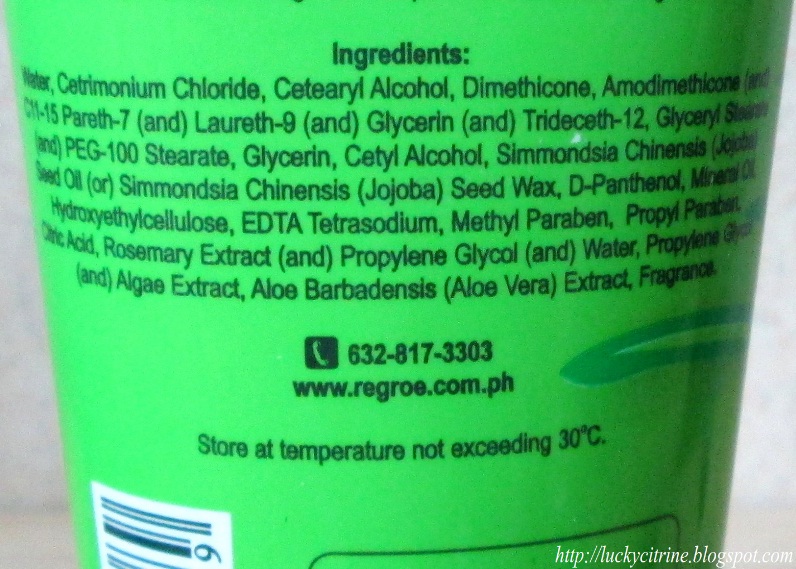 Ingredients:
Water, Cetrimonium Chloride, Cetearyl Alcohol, Dimethicone, Amodimethicone (and)
C11-15 Pareth-7 (and) Laureth-9 (and) Glycerin (and) Trideceth-12, Glyceryl Stearate
(and) PEG-100 Stearate, Glycerin, Cetyl Alcohol, Simmondsia Chinensis (Jojoba)
Seed Oil (or) Simmondsia Chinensis (Jojoba) Seed Wax, D-Panthenol, Mineral Oil,
Hydroxyethylcellulose, EDTA Tetrasodium, Methyl Paraben, Propyl Paraben,
Citric Acid, Rosemary Extract (and) Propylene Glycol (and) Water, Propylene Glycol
(and) Algae Extract, Aloe Barbadensis (Aloe Vera) Extract, Fragrance.
632-817-3303
www.regroe.com.ph
Store at temperature not exceeding 30°C.
9
http://luckycitrine.blogspot.com